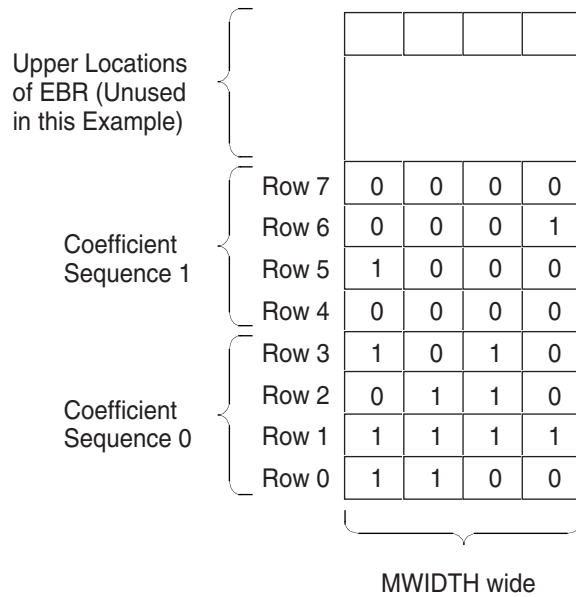 Upper Locations
of EBR (Unused
in this Example)
Row 7 0 0 0 0
Row 6 0 0 0 1
Coefficient
Sequence 1
Row 5 1 0 0 0
Row 4 0 0 0 0
Row 3 1 0 1 0
Row 2 0 1 1 0
Coefficient
Sequence 0
Row 1 1 1 1 1
Row 0 1 1 0 0
MWIDTH wide